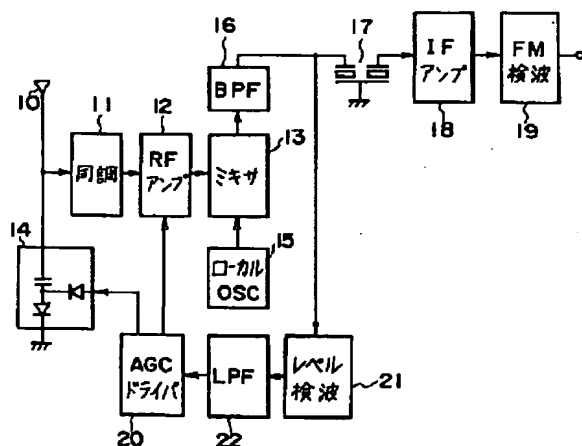 10
11
同調
12
RF
アンプ
13
ミキサ
14
15
ローカル
OSC
16
BPF
17
IF
アンプ
18
FM
検波
19
AGC
ドライバ
20
LPF
22
レベル
検波
21